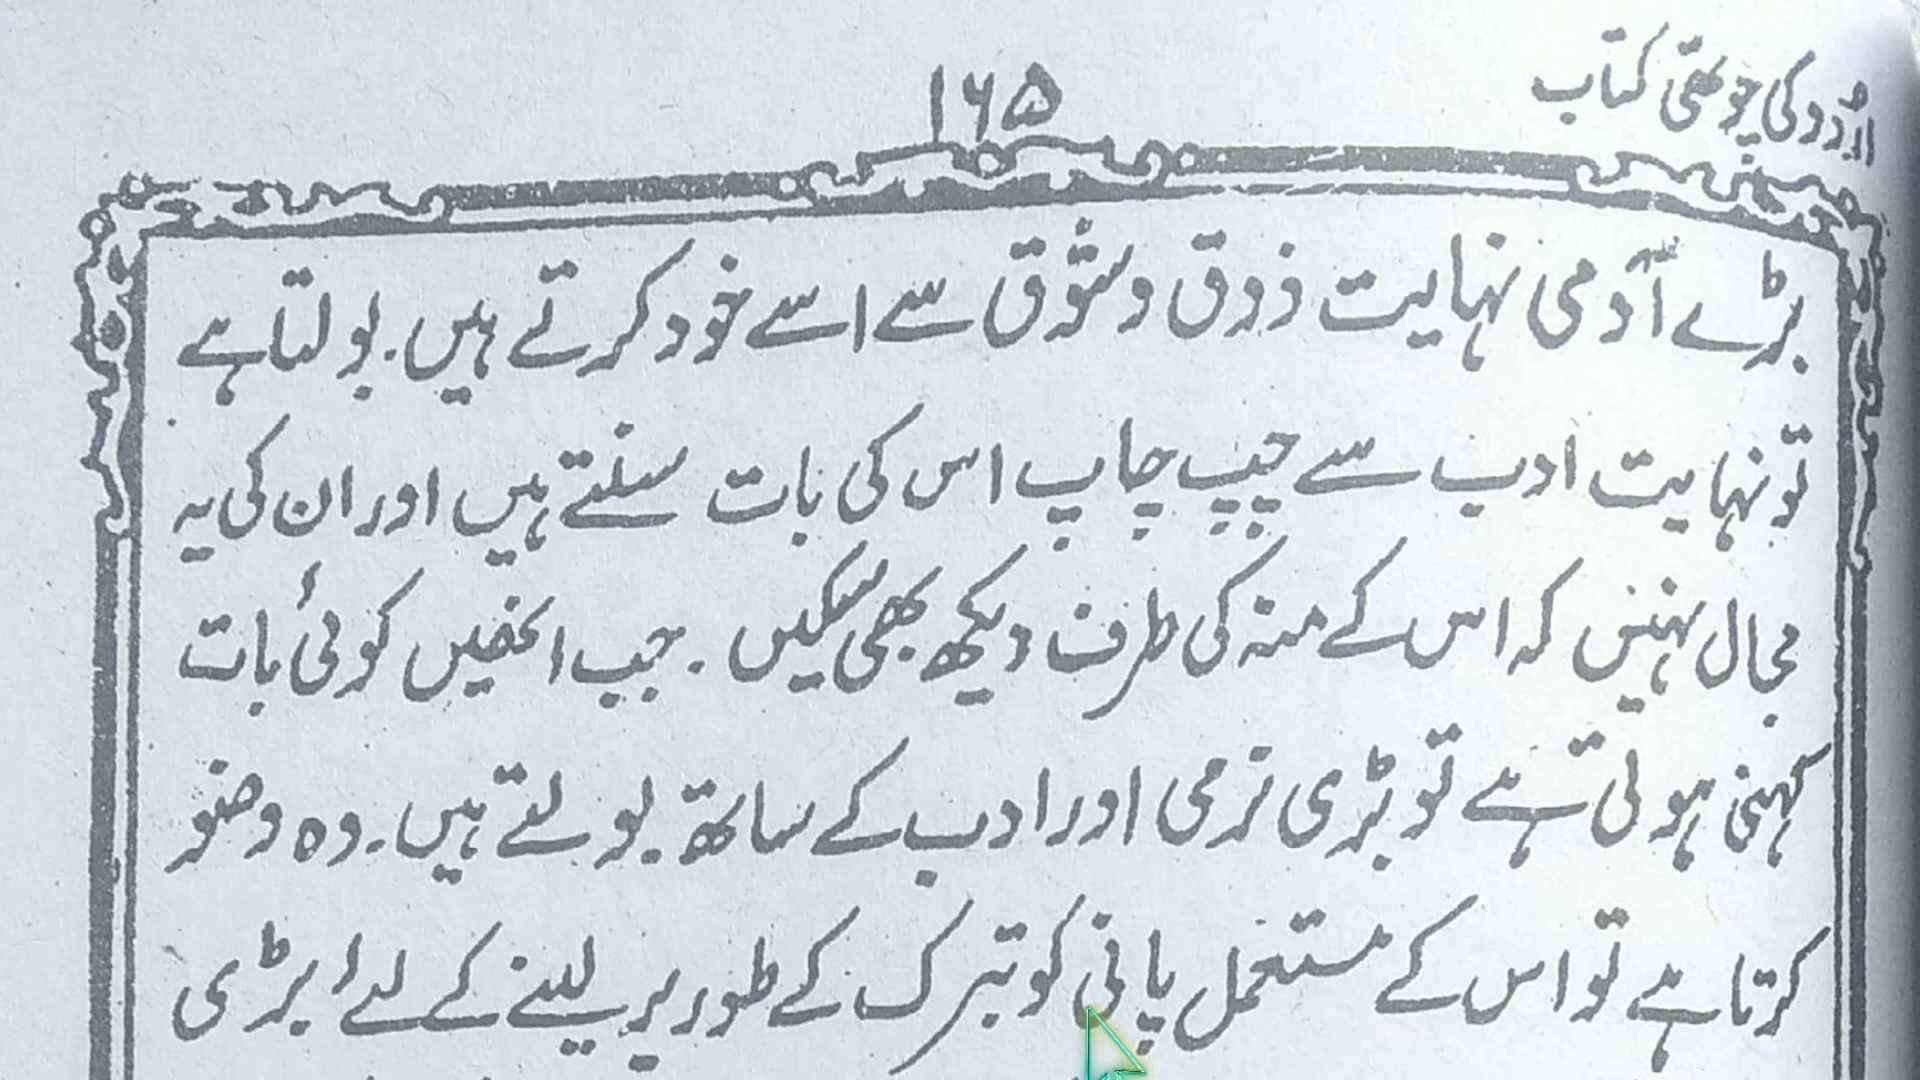 اردو کی چوتھی کتاب
۱۶۵
بڑے آدمی نہایت ذوق و شوق سے اسے خود کرتے ہیں۔ بولتا ہے
تو نہایت ادب سے چپ چاپ اس کی بات سنتے ہیں اور ان کی یہ
مجال نہیں کہ اس کے منہ کی طرف دیکھ بھی سکیں۔ جب انھیں کوئی بات
کہنی ہوتی ہے تو بڑی نرمی اور ادب کے ساتھ بولتے ہیں۔ وہ وضو
کرتا ہے تو اس کے مستعمل پانی کو تبرک کے طور پر لینے کے لئے بڑی